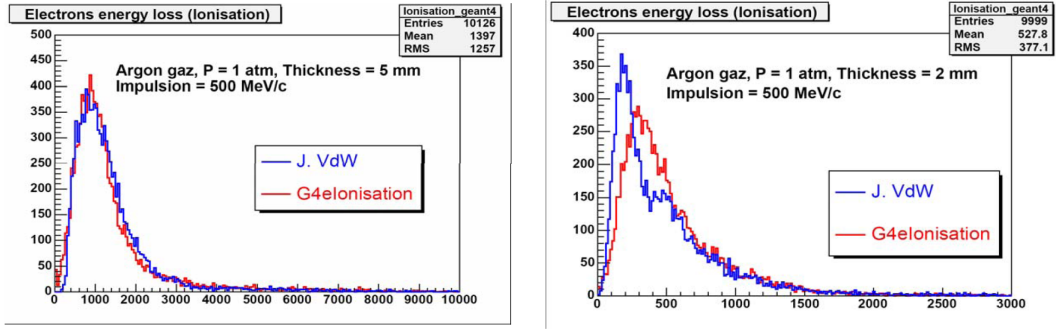 Electrons energy loss (Ionisation)
Ionisation_geant4
Entries 10126
Mean 1397
RMS 1257
500
450
400
350
300
250
200
150
100
50
0
Argon gaz, P = 1 atm, Thickness = 5 mm
Impulsion = 500 MeV/c
J. VdW
G4eIonisation
0 1000 2000 3000 4000 5000 6000 7000 8000 9000 10000
Electrons energy loss (Ionisation)
Ionisation_geant4
Entries 9999
Mean 527.8
RMS 377.1
400
350
300
250
200
150
100
50
0
Argon gaz, P = 1 atm, Thickness = 2 mm
Impulsion = 500 MeV/c
J. VdW
G4eIonisation
0 500 1000 1500 2000 2500 3000